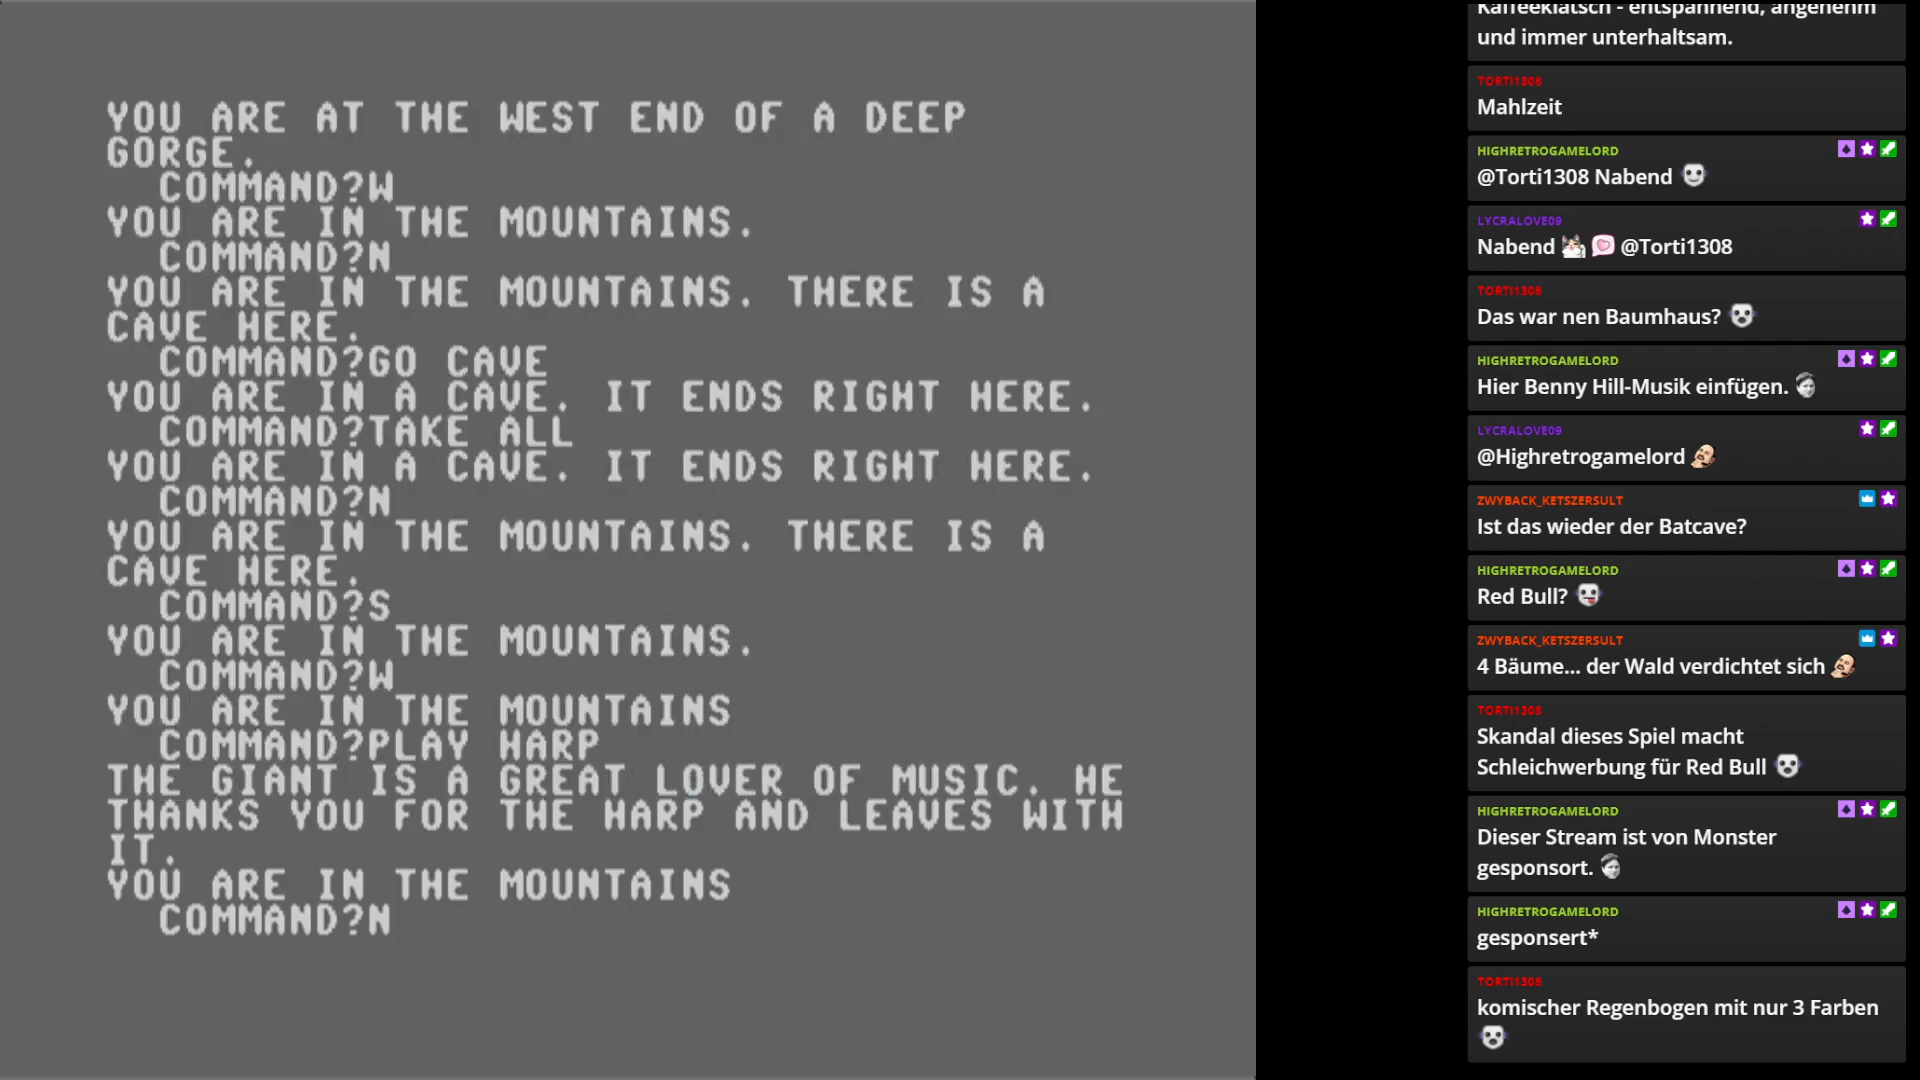 YOU ARE AT THE WEST END OF A DEEP
GORGE.
COMMAND?W
YOU ARE IN THE MOUNTAINS.
COMMAND?N
YOU ARE IN THE MOUNTAINS. THERE IS A
CAVE HERE.
COMMAND?GO CAVE
YOU ARE IN A CAVE. IT ENDS RIGHT HERE.
COMMAND?TAKE ALL
YOU ARE IN A CAVE. IT ENDS RIGHT HERE.
COMMAND?N
YOU ARE IN THE MOUNTAINS. THERE IS A
CAVE HERE.
COMMAND?S
YOU ARE IN THE MOUNTAINS.
COMMAND?W
YOU ARE IN THE MOUNTAINS
COMMAND?PLAY HARP
THE GIANT IS A GREAT LOVER OF MUSIC. HE
THANKS YOU FOR THE HARP AND LEAVES WITH
IT.
YOU ARE IN THE MOUNTAINS
COMMAND?N
Kaffeeklatsch - entspannend, angenehm
und immer unterhaltsam.
TORTI1308
Mahlzeit
HIGHRETROGAMELORD
@Torti1308 Nabend
LYCRALOVE09
Nabend @Torti1308
TORTI1308
Das war nen Baumhaus?
HIGHRETROGAMELORD
Hier Benny Hill-Musik einfügen.
LYCRALOVE09
@Highretrogamelord
ZWYBACK_KETSZERSULT
Ist das wieder der Batcave?
HIGHRETROGAMELORD
Red Bull?
ZWYBACK_KETSZERSULT
4 Bäume... der Wald verdichtet sich
TORTI1308
Skandal dieses Spiel macht
Schleichwerbung für Red Bull
HIGHRETROGAMELORD
Dieser Stream ist von Monster
gesponsort.
HIGHRETROGAMELORD
gesponsert*
TORTI1308
komischer Regenbogen mit nur 3 Farben